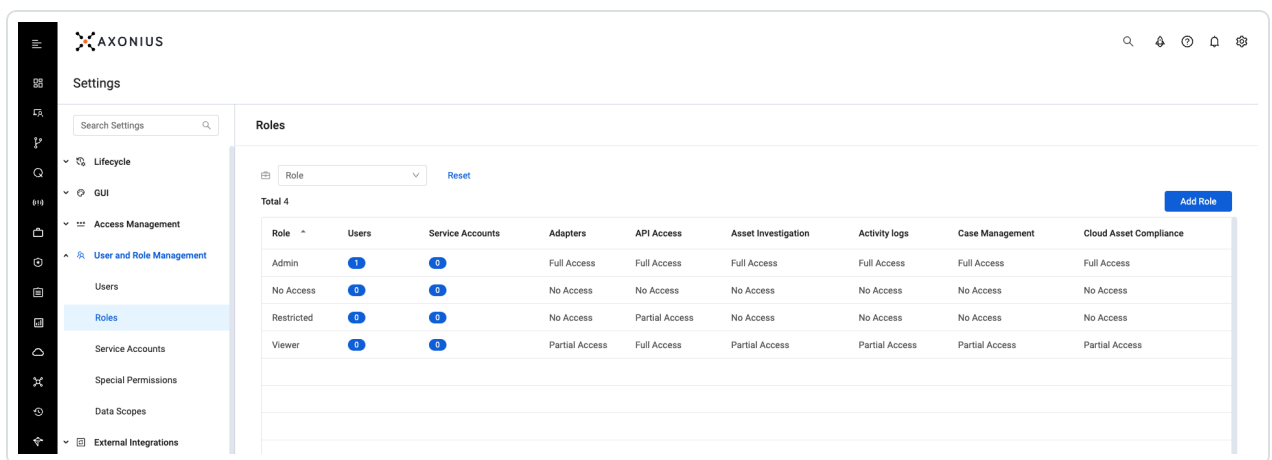 AXONIUS
Settings
Search Settings
Lifecycle
GUI
Access Management
User and Role Management
Users
Roles
Service Accounts
Special Permissions
Data Scopes
External Integrations
Roles
Role Reset
Total 4 Add Role
Role Users Service Accounts Adapters API Access Asset Investigation Activity logs Case Management Cloud Asset Compliance
Admin 1 0 Full Access Full Access Full Access Full Access Full Access Full Access
No Access 0 0 No Access No Access No Access No Access No Access No Access
Restricted 0 0 No Access Partial Access No Access No Access No Access No Access
Viewer 0 0 Partial Access Full Access Partial Access Partial Access Partial Access Partial Access